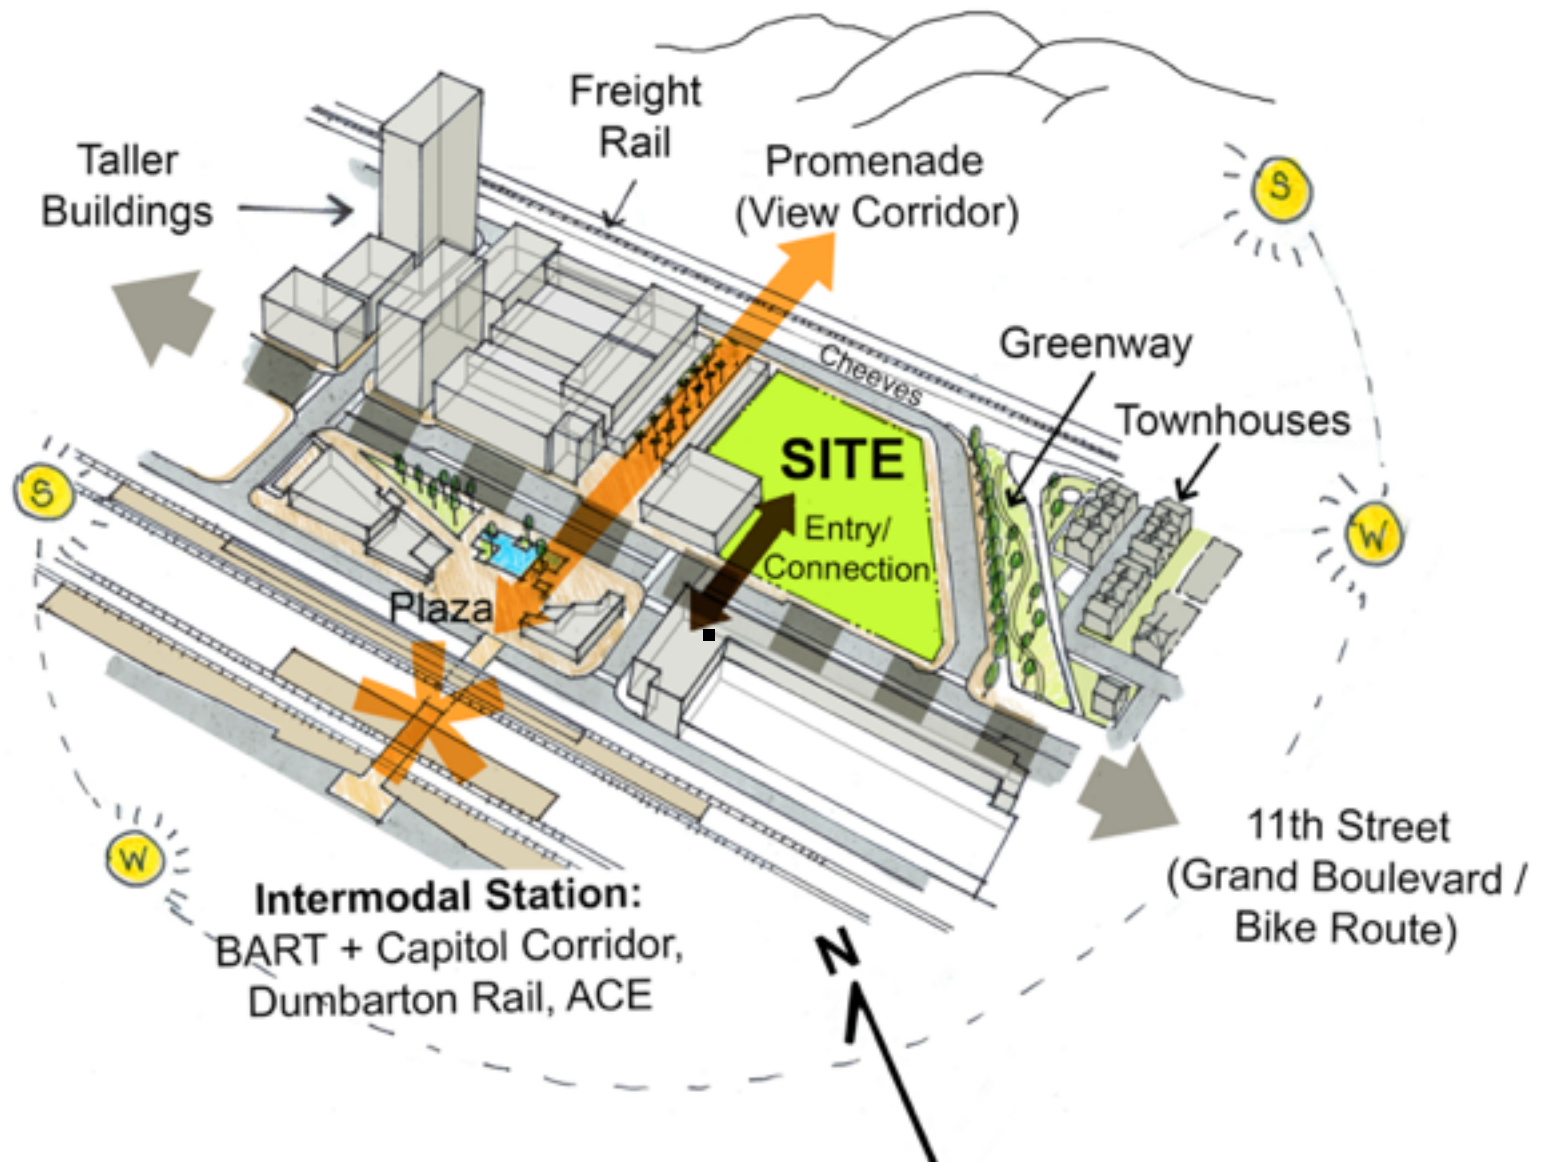 Freight
Rail
Taller
Buildings
Promenade
(View Corridor)
S
Greenway
Cheeves
Townhouses
SITE
S
Entry/
Connection
W
Plaza
11th Street
(Grand Boulevard /
Bike Route)
W
Intermodal Station:
BART + Capitol Corridor,
Dumbarton Rail, ACE
N